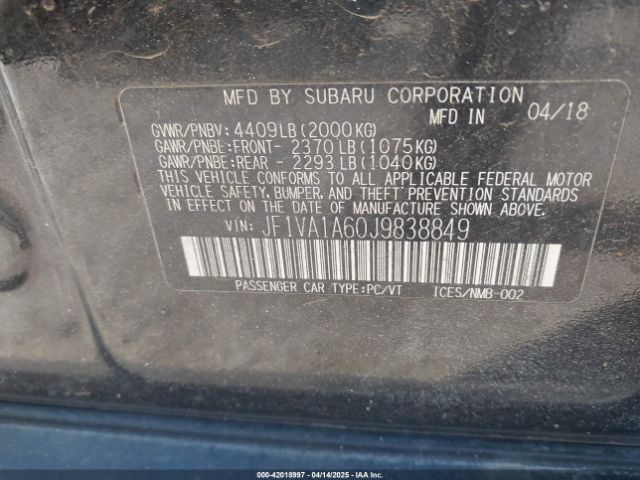 MFD BY SUBARU CORPORATION
MFD IN 04/18
GVWR/PNBV: 4409LB(2000KG)
GAWR/PNBE:FRONT- 2370LB(1075KG)
GAWR/PNBE:REAR - 2293LB(1040KG)
THIS VEHICLE CONFORMS TO ALL APPLICABLE FEDERAL MOTOR
VEHICLE SAFETY, BUMPER, AND THEFT PREVENTION STANDARDS
IN EFFECT ON THE DATE OF MANUFACTURE SHOWN ABOVE.
VIN: JF1VA1A60J9838849
PASSENGER CAR TYPE:PC/VT ICES/NMB-002
000-42018997 - 04/14/2025 - IAAI.COM